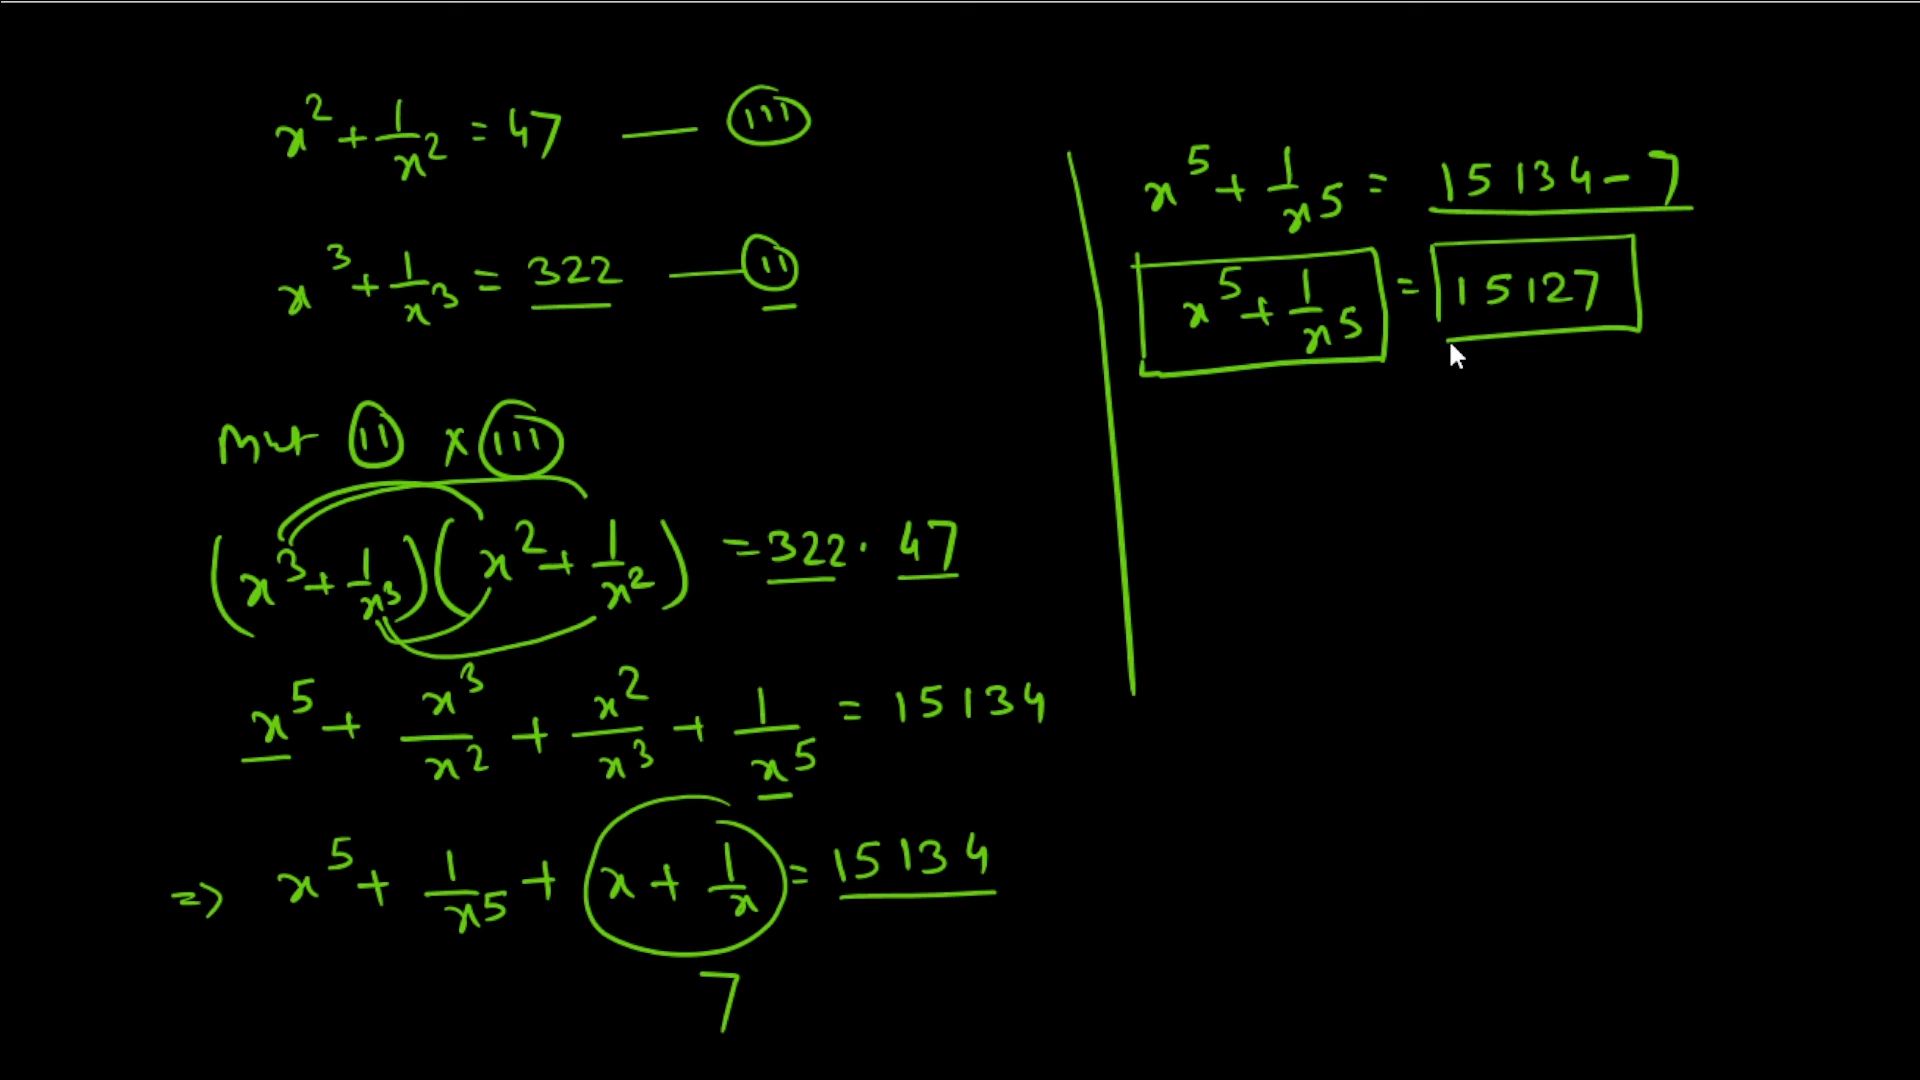 x² + 1/x² = 47 — (III)
x³ + 1/x³ = 322 — (II)
Mut (II) × (III)
(x³ + 1/x³)(x² + 1/x²) = 322 · 47
x⁵ + x³/x² + x²/x³ + 1/x⁵ = 15134
=> x⁵ + 1/x⁵ + x + 1/x = 15134
7
x⁵ + 1/x⁵ = 15134 - 7
x⁵ + 1/x⁵ = 15127